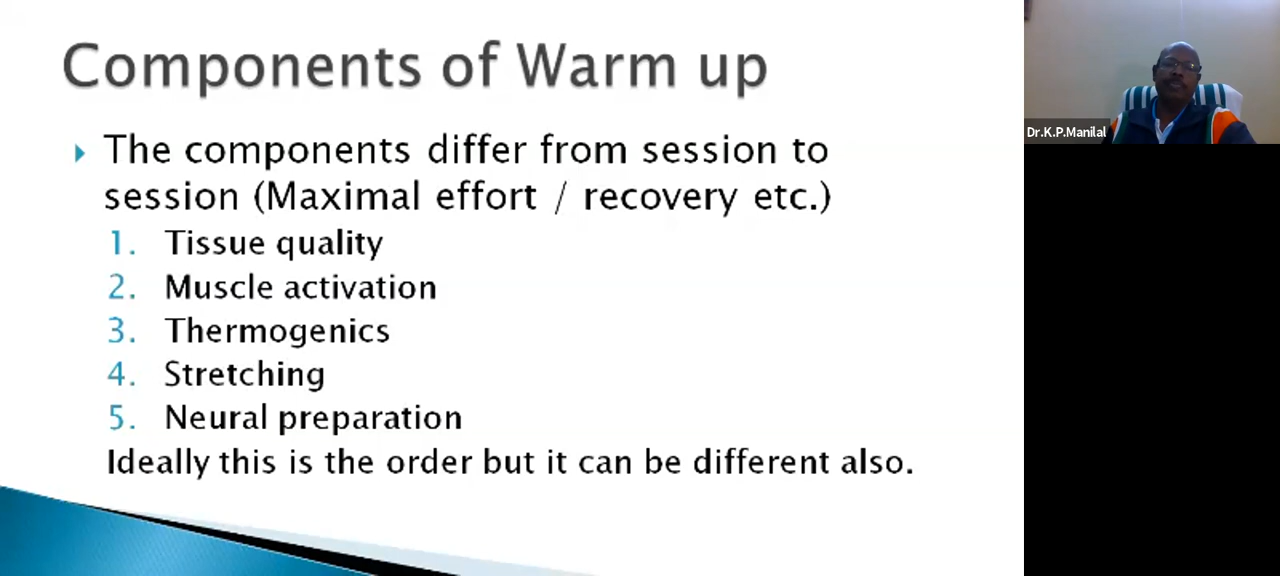 Components of Warm up
The components differ from session to
session (Maximal effort / recovery etc.)
1. Tissue quality
2. Muscle activation
3. Thermogenics
4. Stretching
5. Neural preparation
Ideally this is the order but it can be different also.
Dr.K.P.Manilal